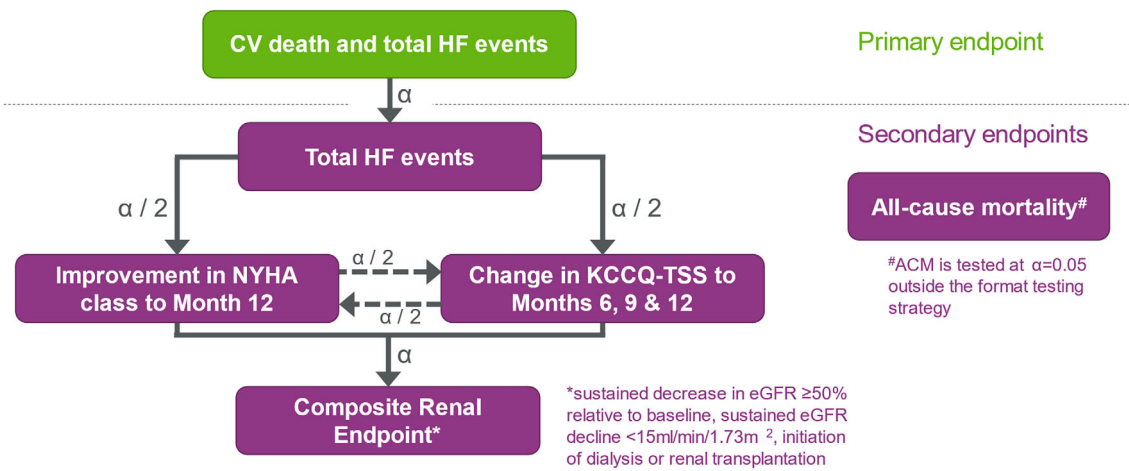 CV death and total HF events
Primary endpoint
α
Secondary endpoints
Total HF events
α / 2
α / 2
All-cause mortality#
Improvement in NYHA
class to Month 12
α / 2
α / 2
Change in KCCQ-TSS to
Months 6, 9 & 12
#ACM is tested at α=0.05
outside the format testing
strategy
α
Composite Renal
Endpoint*
*sustained decrease in eGFR ≥50%
relative to baseline, sustained eGFR
decline <15ml/min/1.73m 2, initiation
of dialysis or renal transplantation